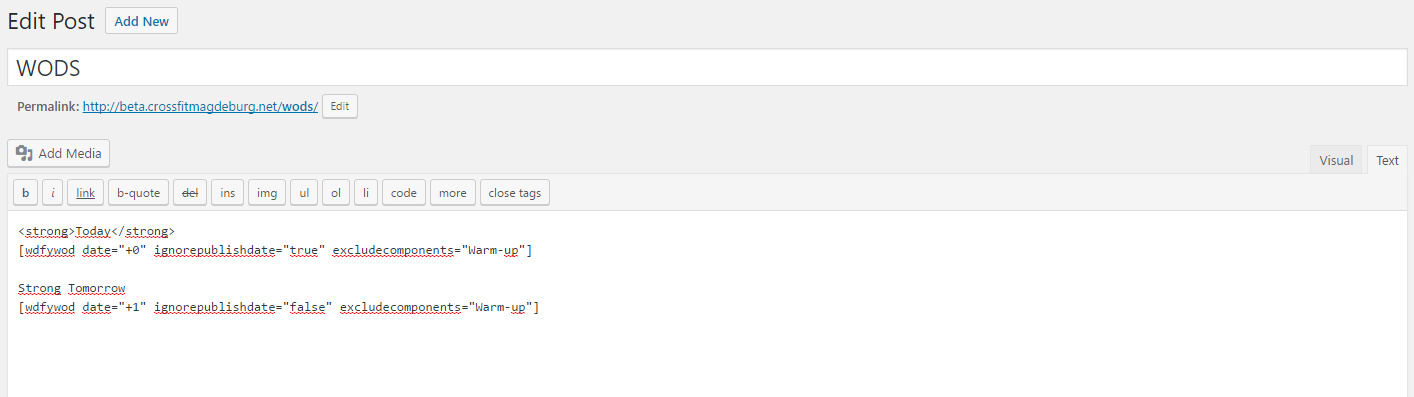 Edit Post Add New
WODS
Permalink: http://beta.crossfitmagdeburg.net/wods/ Edit
Add Media
Visual Text
b i link b-quote del ins img ul ol li code more close tags
<strong>Today</strong>
[wdfywod date="+0" ignorepublishdate="true" excludecomponents="Warm-up"]
Strong Tomorrow
[wdfywod date="+1" ignorepublishdate="false" excludecomponents="Warm-up"]